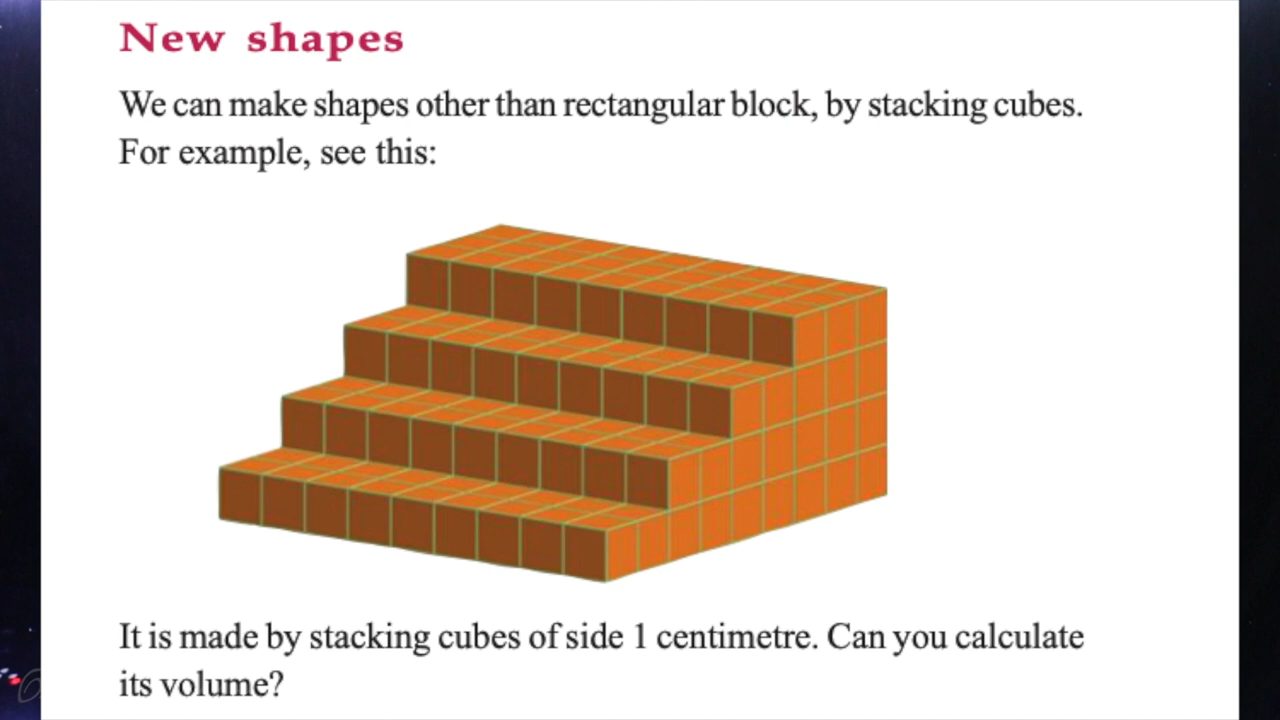 New shapes
We can make shapes other than rectangular block, by stacking cubes.
For example, see this:
It is made by stacking cubes of side 1 centimetre. Can you calculate
its volume?